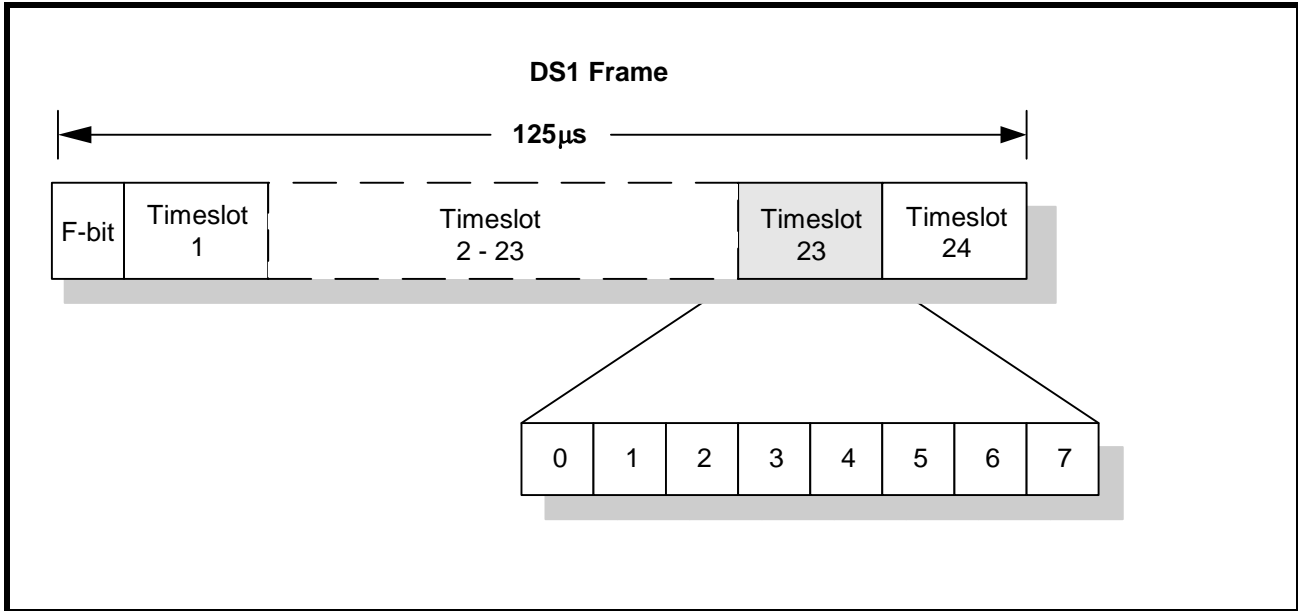 DS1 Frame
125μs
F-bit
Timeslot
1
Timeslot
2 - 23
Timeslot
23
Timeslot
24
0 1 2 3 4 5 6 7